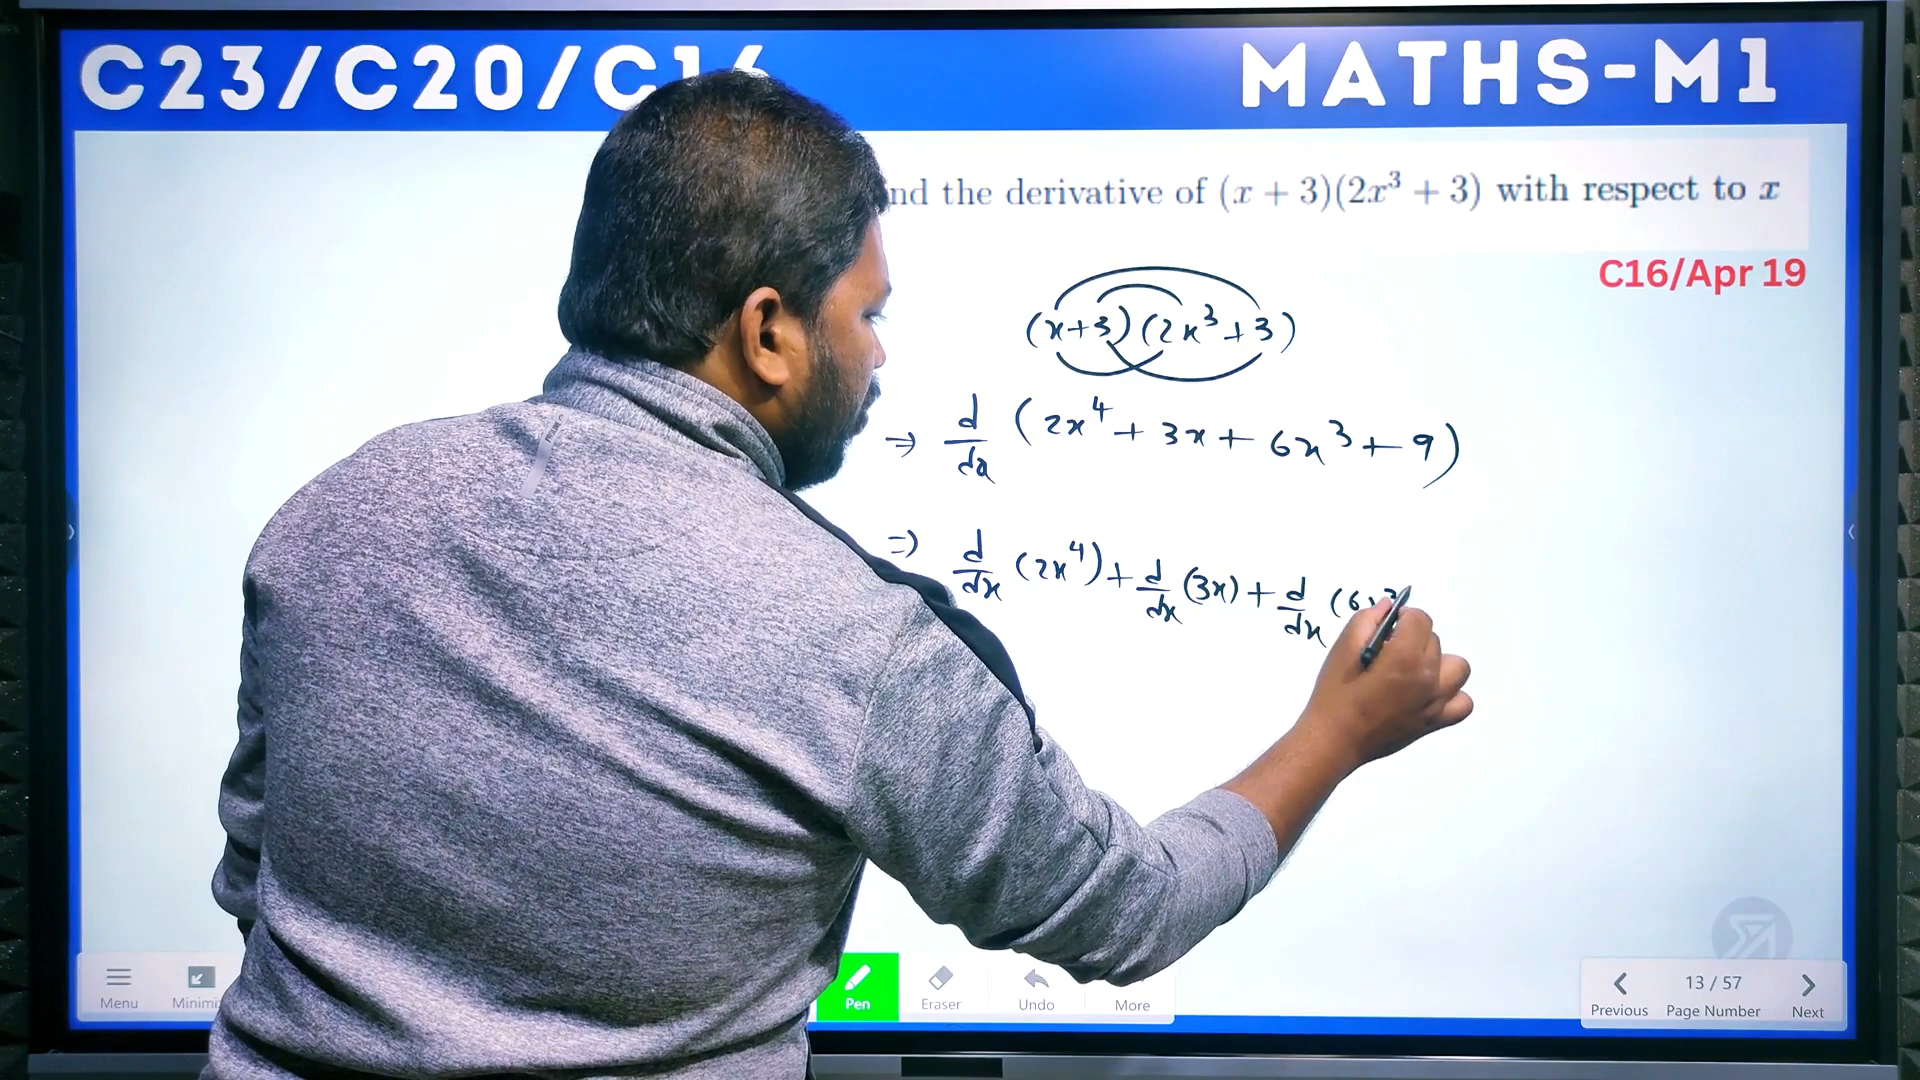 C23/C20/C16 MATHS-M1
nd the derivative of (x + 3)(2x³ + 3) with respect to x
C16/Apr 19
(x+3)(2x³+3)
⇒ d/dx (2x⁴ + 3x + 6x³ + 9)
⇒ d/dx (2x⁴) + d/dx (3x) + d/dx (6x³
Menu Pen Eraser Undo More
Previous 13 / 57 Page Number Next